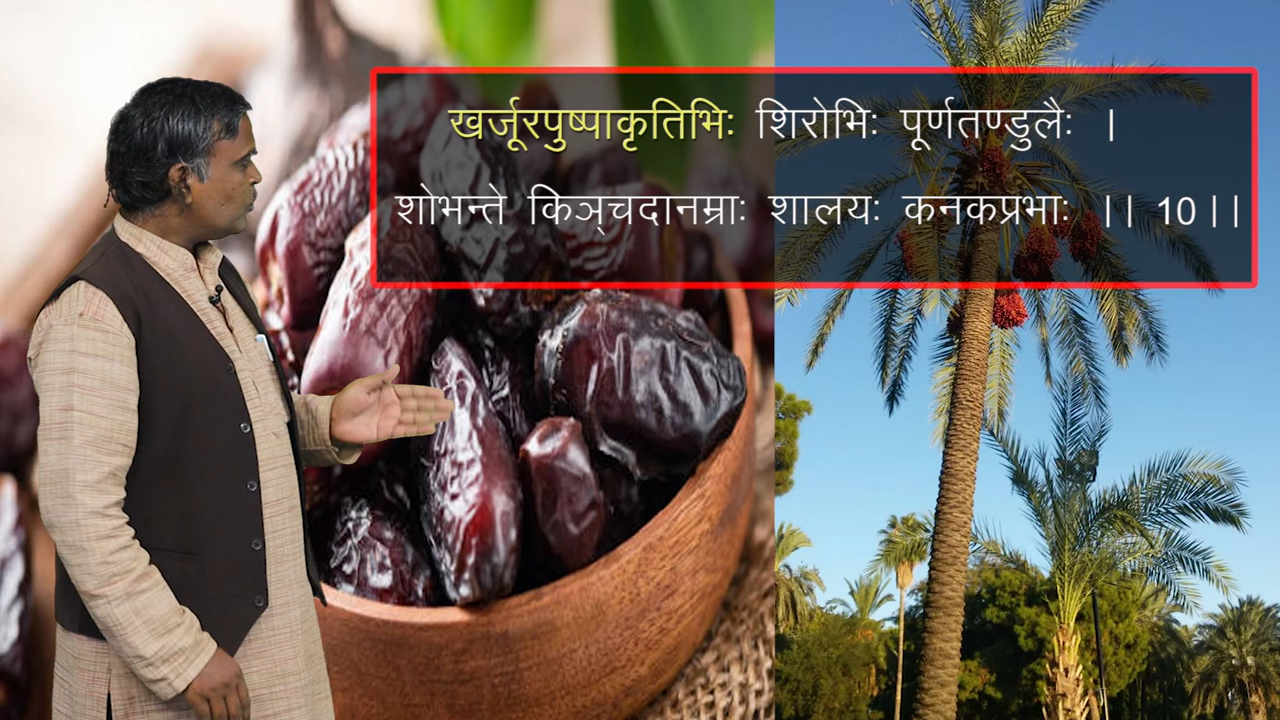 खर्जूरपुष्पाकृतिभिः शिरोभिः पूर्णतण्डुलैः ।
शोभन्ते किञ्चदानम्राः शालयः कनकप्रभाः ।। 10।।